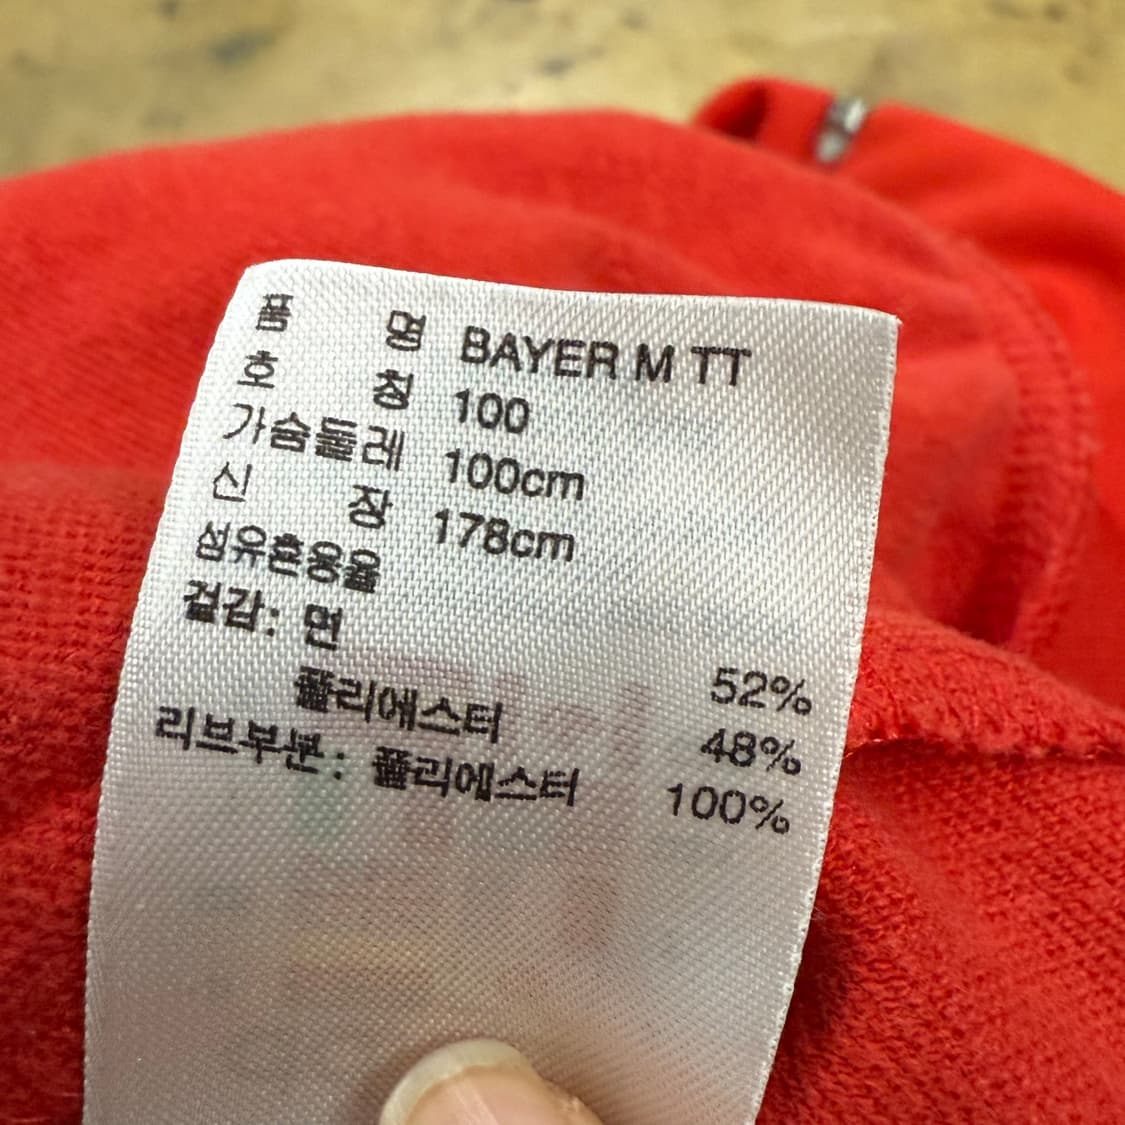 품 명 BAYER M TT
호 칭 100
가슴둘레 100cm
신 장 178cm
섬유혼용율
겉감: 면 52%
폴리에스터 48%
리브부분: 폴리에스터 100%